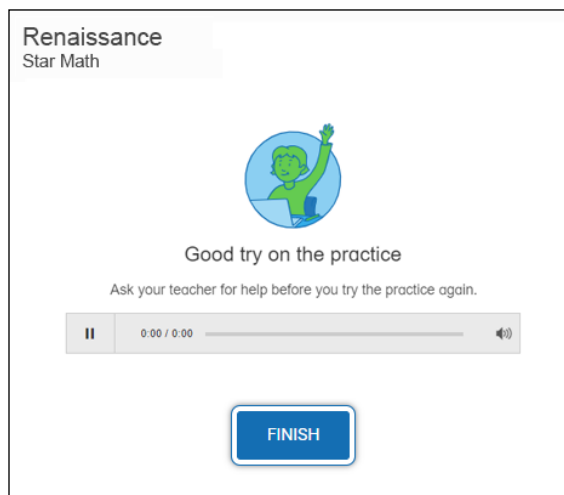 Renaissance
Star Math
Good try on the practice
Ask your teacher for help before you try the practice again.
0:00 / 0:00
FINISH